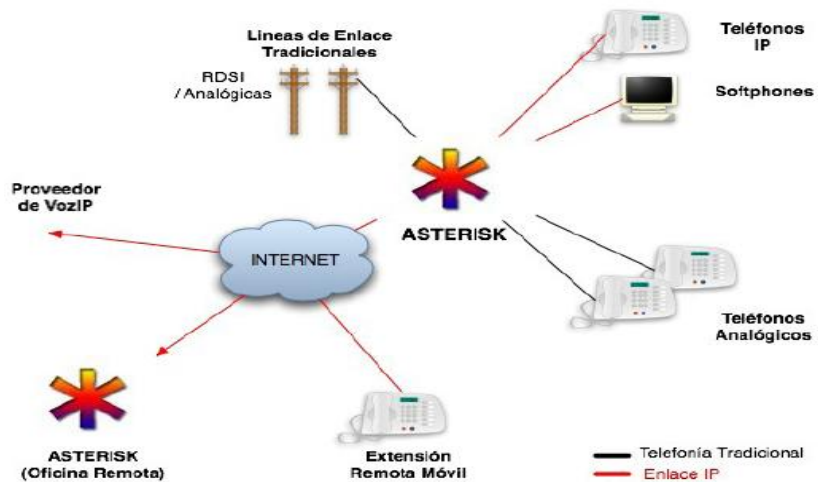 Lineas de Enlace
Tradicionales
RDSI
/Analógicas
Teléfonos
IP
Softphones
Proveedor
de VozIP
ASTERISK
INTERNET
Teléfonos
Analógicos
ASTERISK
(Oficina Remota)
Extensión
Remota Móvil
Telefonía Tradicional
Enlace IP